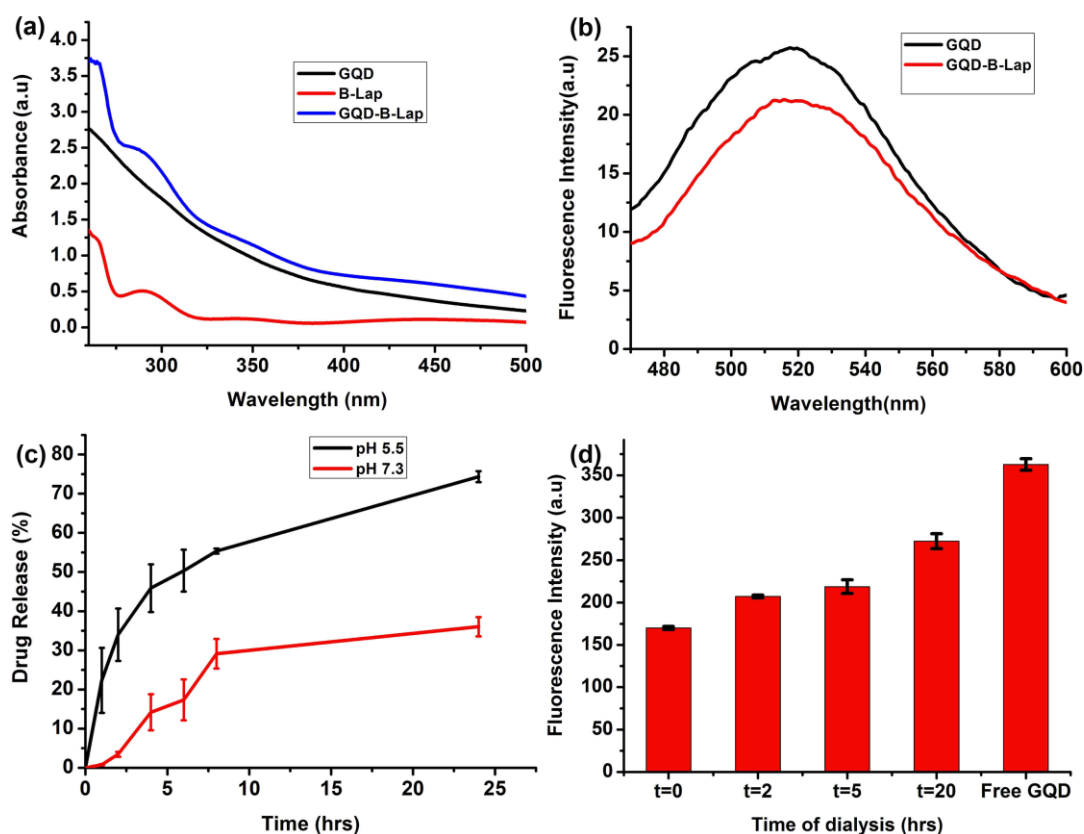 (a)
Absorbance (a.u)
4.0
3.5
3.0
2.5
2.0
1.5
1.0
0.5
0.0
GQD
B-Lap
GQD-B-Lap
300
350
400
450
500
Wavelength (nm)
(b)
Fluorescence Intensity(a.u)
25
20
15
10
5
0
GQD
GQD-B-Lap
480
500
520
540
560
580
600
Wavelength(nm)
(c)
Drug Release (%)
80
70
60
50
40
30
20
10
0
pH 5.5
pH 7.3
0
5
10
15
20
25
Time (hrs)
(d)
Fluorescence Intensity (a.u)
350
300
250
200
150
100
50
0
t=0
t=2
t=5
t=20
Free GQD
Time of dialysis (hrs)